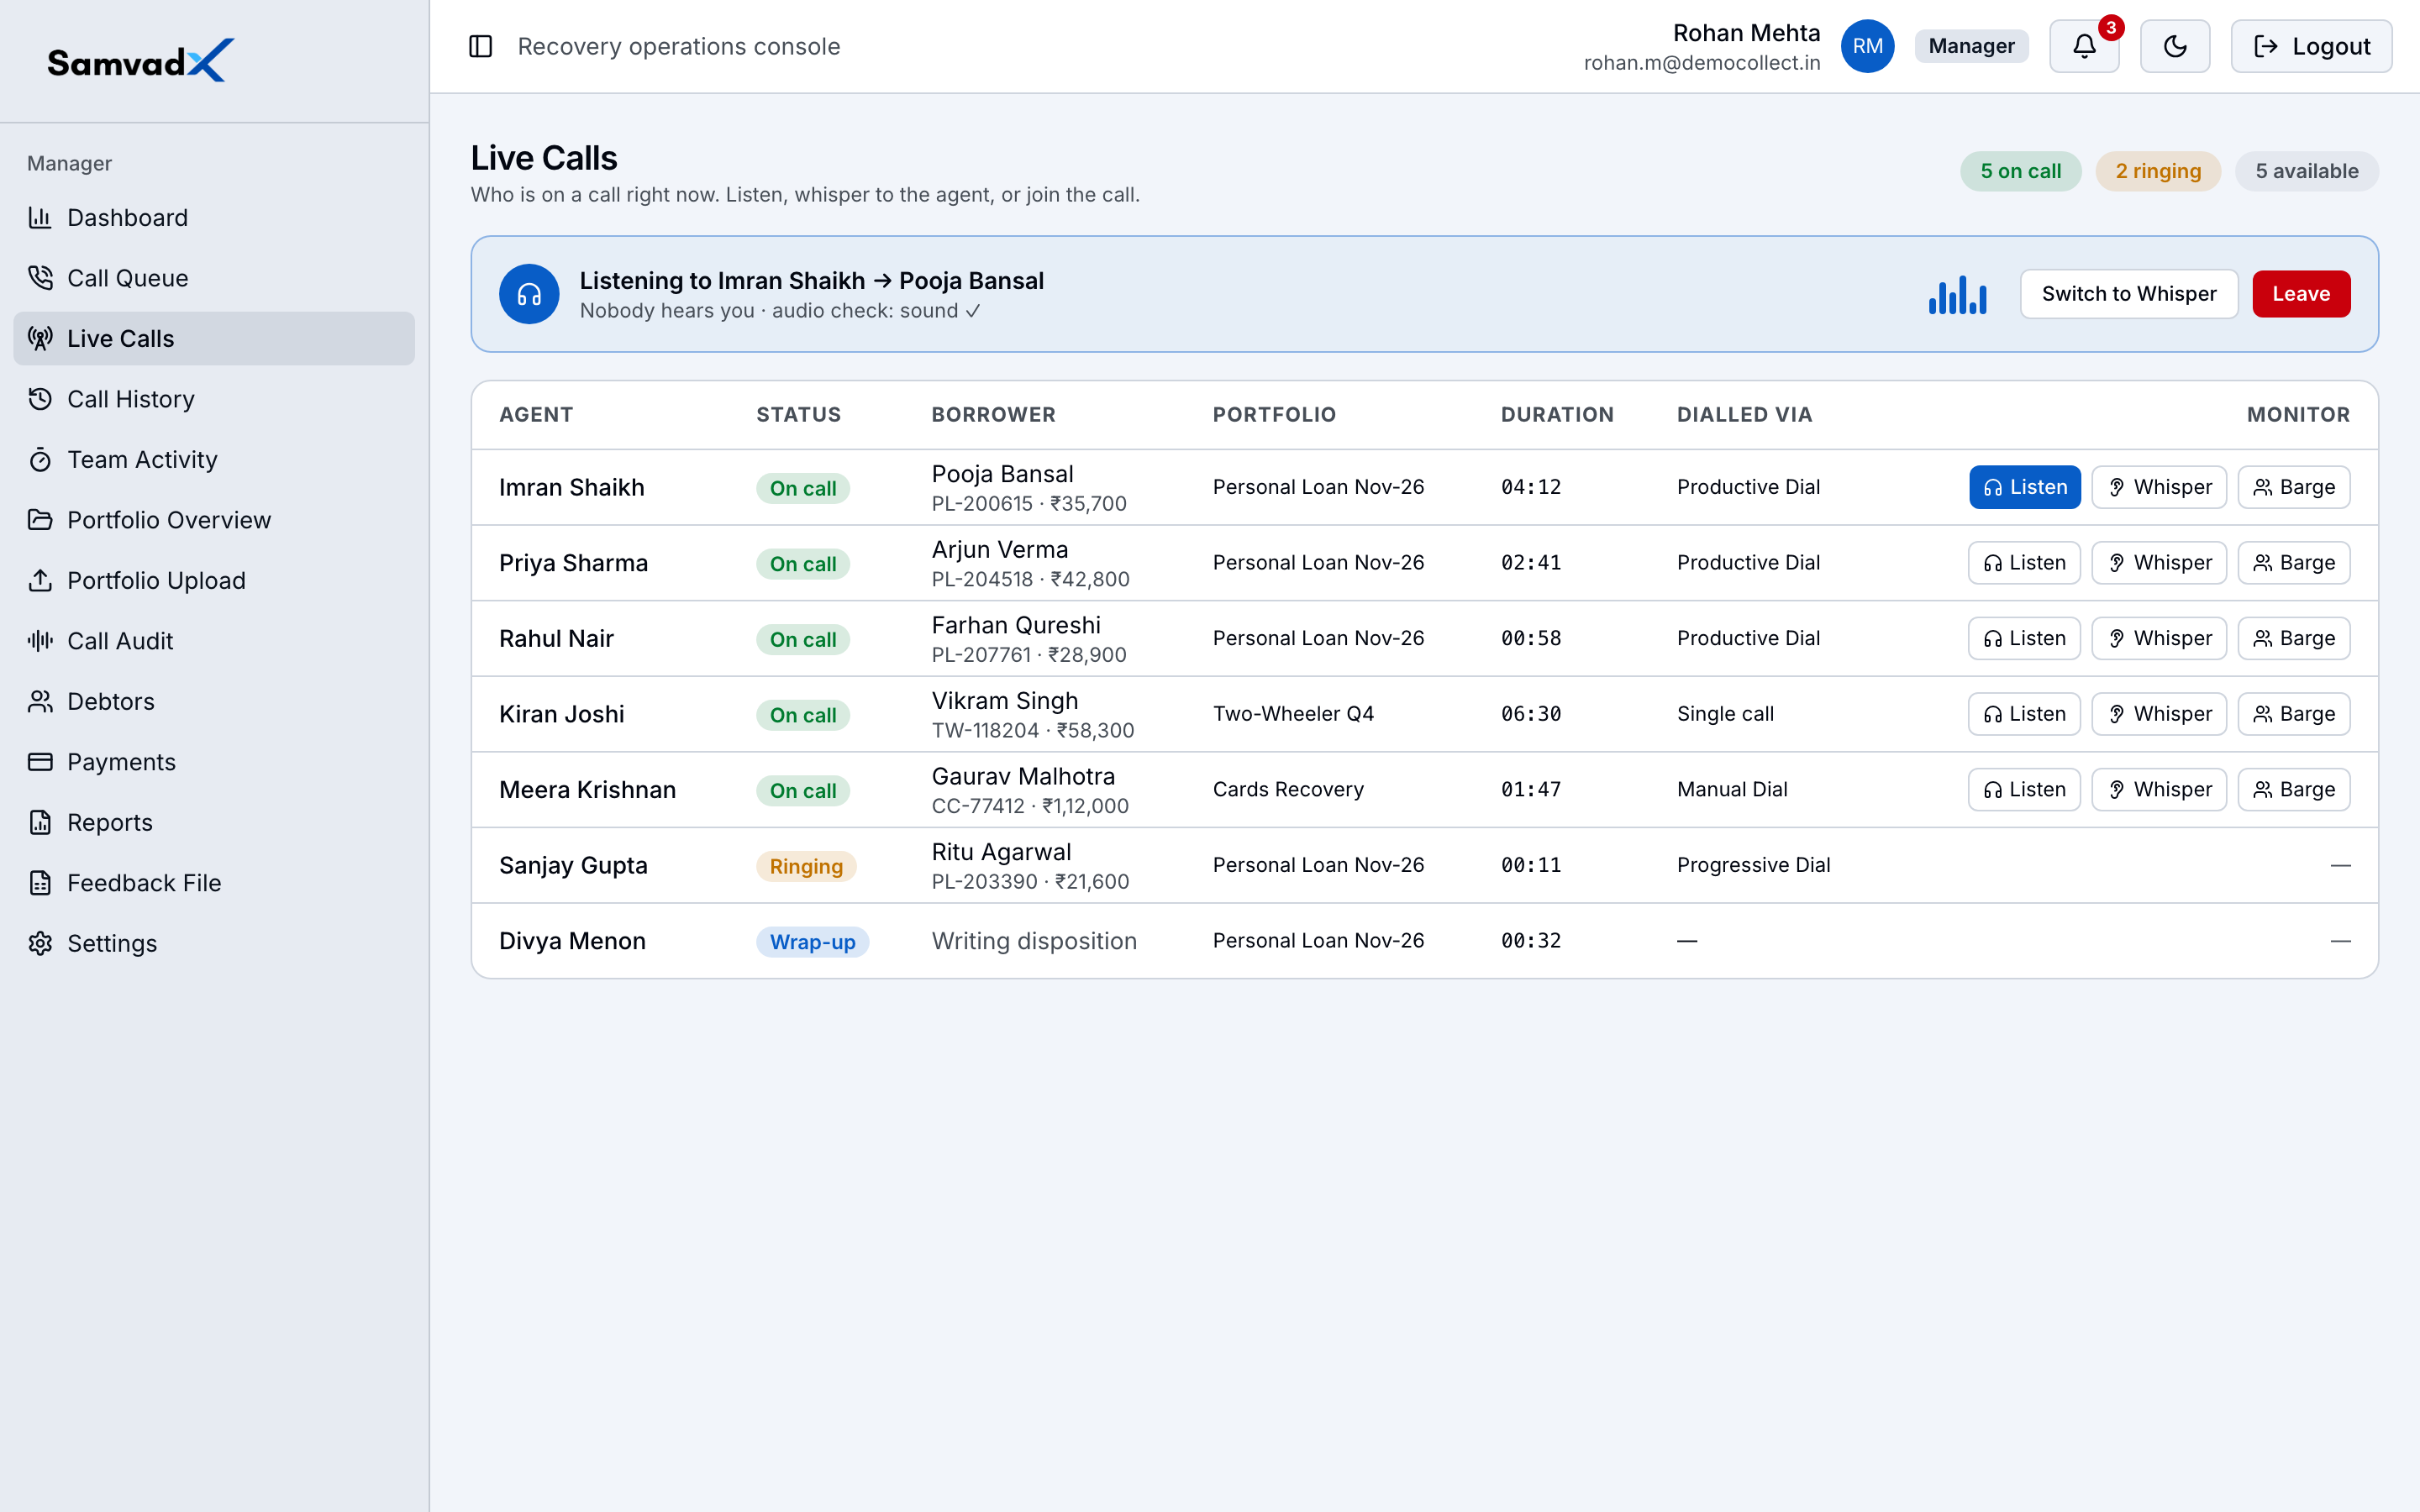 SamvadX
Recovery operations console
Rohan Mehta
rohan.m@democollect.in
RM
Manager
3
Logout
Manager
Dashboard
Call Queue
Live Calls
Call History
Team Activity
Portfolio Overview
Portfolio Upload
Call Audit
Debtors
Payments
Reports
Feedback File
Settings
Live Calls
Who is on a call right now. Listen, whisper to the agent, or join the call.
5 on call
2 ringing
5 available
Listening to Imran Shaikh → Pooja Bansal
Nobody hears you · audio check: sound ✓
Switch to Whisper
Leave
AGENT STATUS BORROWER PORTFOLIO DURATION DIALLED VIA MONITOR
Imran Shaikh On call Pooja Bansal Personal Loan Nov-26 04:12 Productive Dial Listen Whisper Barge
PL-200615 · ₹35,700
Priya Sharma On call Arjun Verma Personal Loan Nov-26 02:41 Productive Dial Listen Whisper Barge
PL-204518 · ₹42,800
Rahul Nair On call Farhan Qureshi Personal Loan Nov-26 00:58 Productive Dial Listen Whisper Barge
PL-207761 · ₹28,900
Kiran Joshi On call Vikram Singh Two-Wheeler Q4 06:30 Single call Listen Whisper Barge
TW-118204 · ₹58,300
Meera Krishnan On call Gaurav Malhotra Cards Recovery 01:47 Manual Dial Listen Whisper Barge
CC-77412 · ₹1,12,000
Sanjay Gupta Ringing Ritu Agarwal Personal Loan Nov-26 00:11 Progressive Dial —
PL-203390 · ₹21,600
Divya Menon Wrap-up Writing disposition Personal Loan Nov-26 00:32 — —